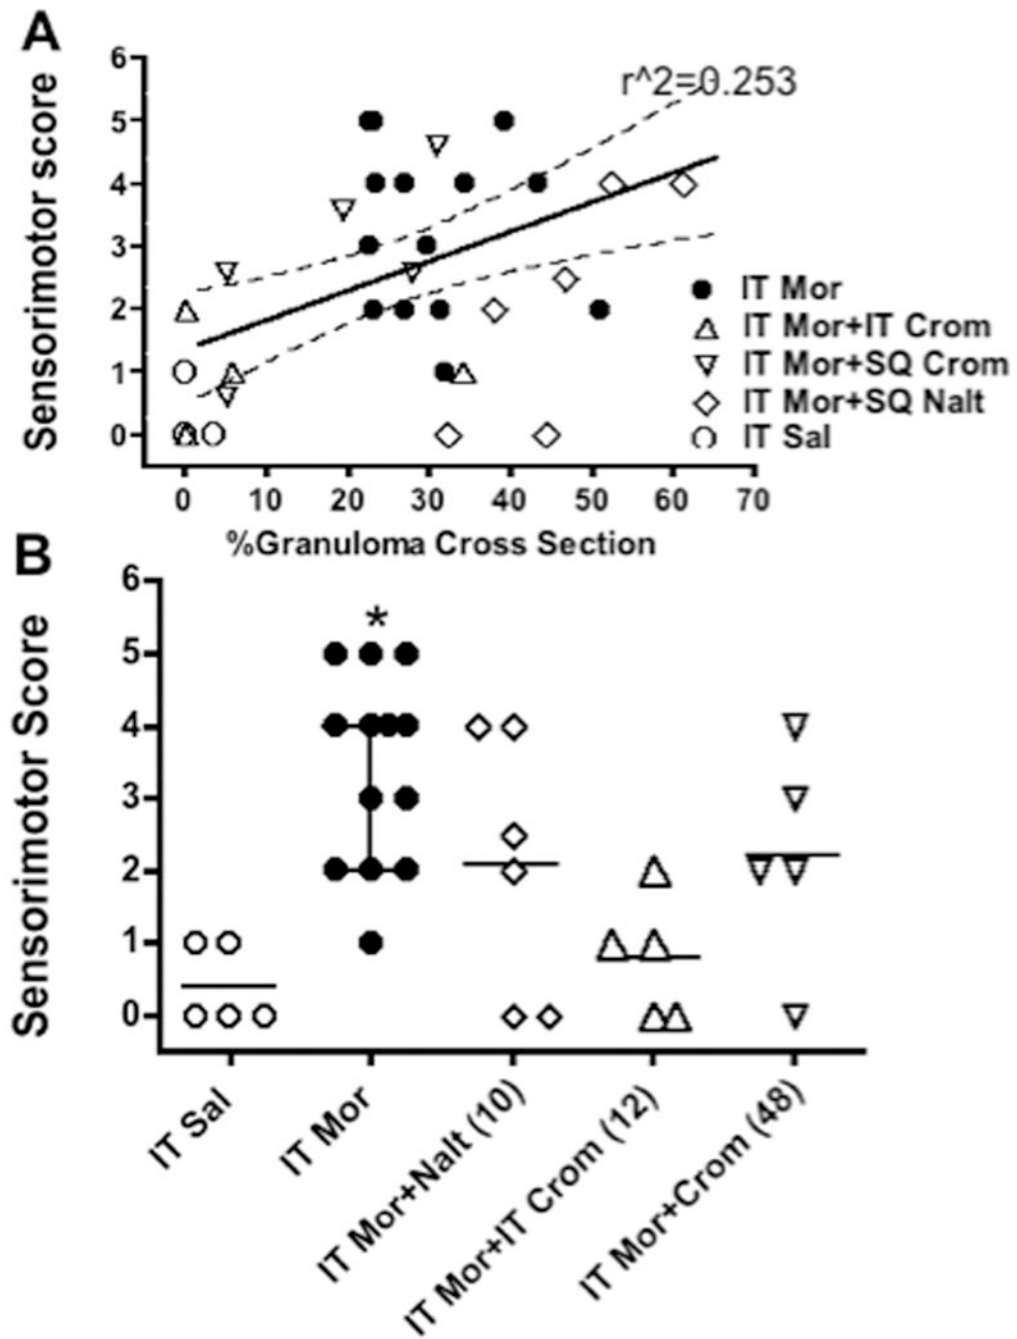 A
Sensorimotor score
6
5
4
3
2
1
0
r^2=0.253
IT Mor
IT Mor+IT Crom
IT Mor+SQ Crom
IT Mor+SQ Nalt
IT Sal
0 10 20 30 40 50 60 70
%Granuloma Cross Section
B
Sensorimotor Score
6
5
4
3
2
1
0
*
IT Sal
IT Mor
IT Mor+Nalt (10)
IT Mor+IT Crom (12)
IT Mor+Crom (48)